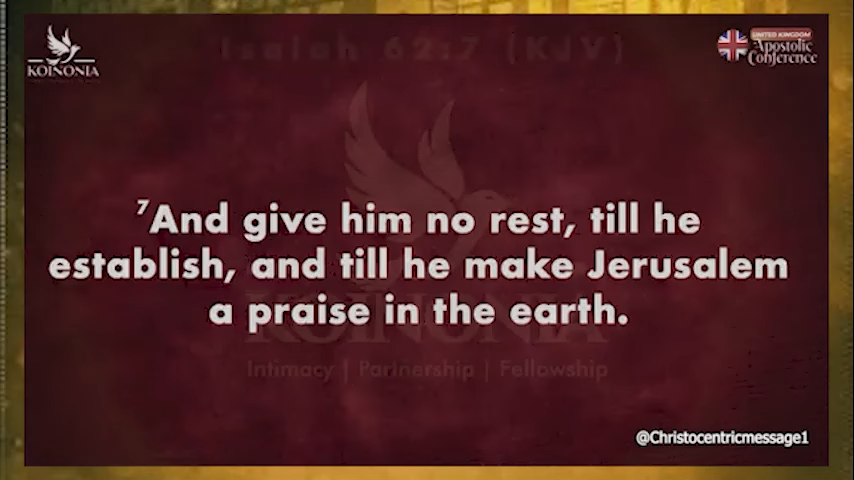 Isaiah 62:7 (KJV)
KOINONIA
UNITED KINGDOM
Apostolic
Conference
⁷And give him no rest, till he
establish, and till he make Jerusalem
a praise in the earth.
KOINONIA
Intimacy | Partnership | Fellowship
@Christocentricmessage1